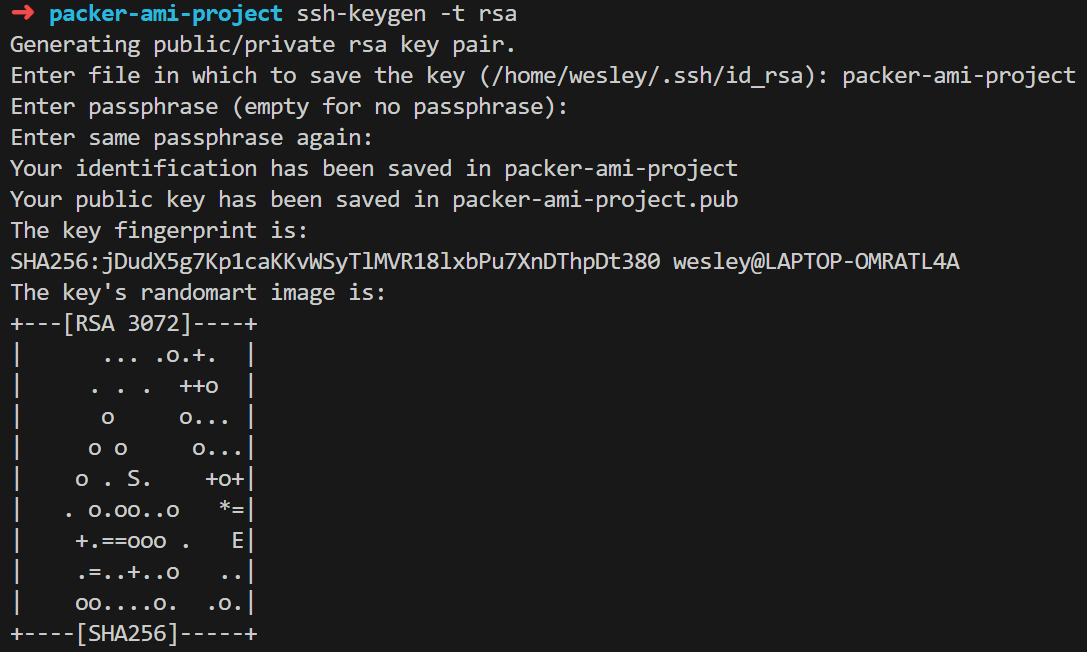 ➜ packer-ami-project ssh-keygen -t rsa
Generating public/private rsa key pair.
Enter file in which to save the key (/home/wesley/.ssh/id_rsa): packer-ami-project
Enter passphrase (empty for no passphrase):
Enter same passphrase again:
Your identification has been saved in packer-ami-project
Your public key has been saved in packer-ami-project.pub
The key fingerprint is:
SHA256:jDudX5g7Kp1caKKvWSyTlMVR18lxbPu7XnDThpDt380 wesley@LAPTOP-OMRATL4A
The key's randomart image is:
+---[RSA 3072]----+
|      ... .o.+.  |
|     . . .  ++o  |
|      o     o... |
|     o o     o...|
|    o . S.    +o+|
|   . o.oo..o   *=|
|    +.==ooo .   E|
|    .=..+..o   ..|
|    oo....o.  .o.|
+----[SHA256]-----+